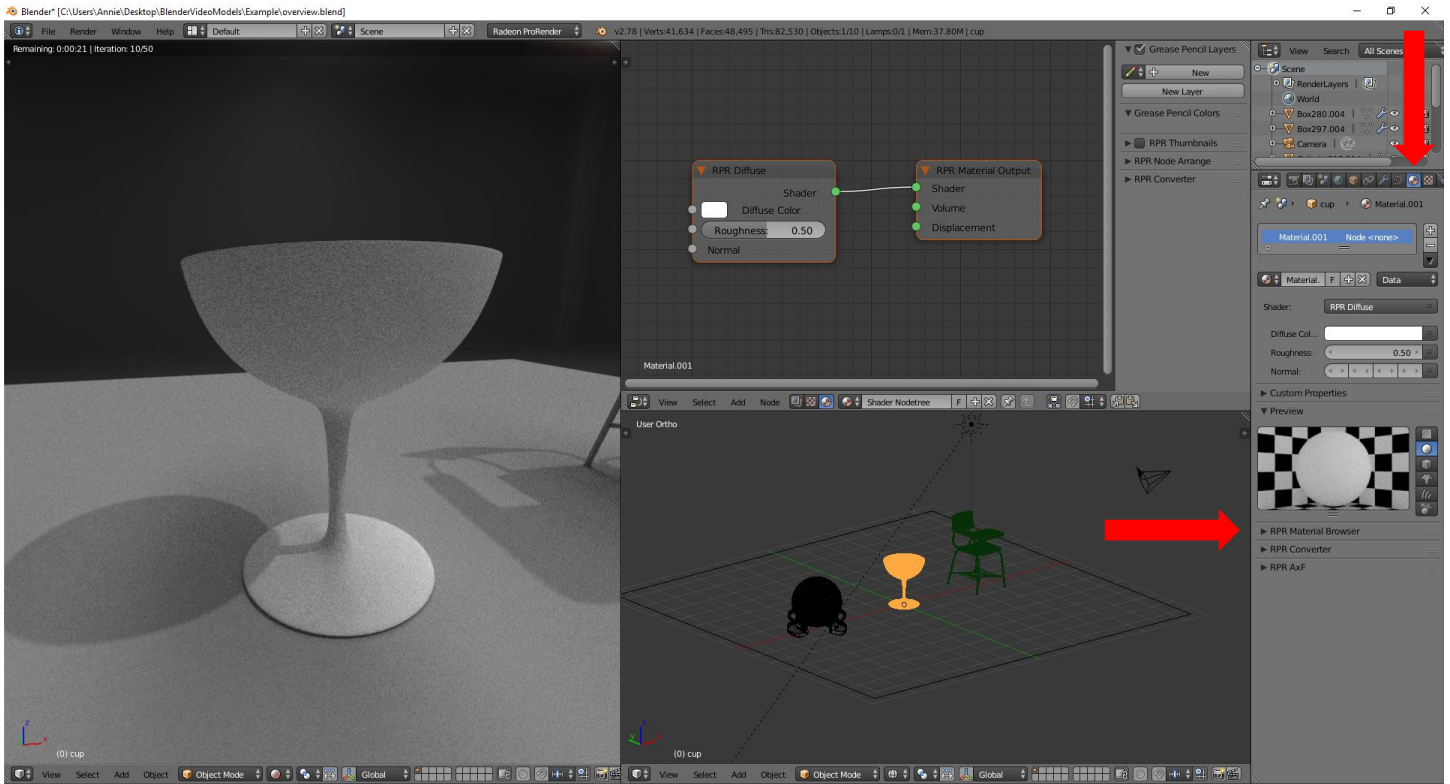 Blender* [C:\Users\Annie\Desktop\BlenderVideoModels\Example\overview.blend]
File Render Window Help Default Scene Radeon ProRender v2.78 | Verts:41,634 | Faces:48,495 | Tris:82,530 | Objects:1/10 | Lamps:0/1 | Mem:37.80M | cup
Remaining: 0:00:21 | Iteration: 10/50
(0) cup
View Select Add Object Object Mode Global
RPR Diffuse
Shader
Diffuse Color
Roughness: 0.50
Normal
RPR Material Output
Shader
Volume
Displacement
Material.001
View Select Add Node Shader Nodetree F
Grease Pencil Layers
New
New Layer
Grease Pencil Colors
RPR Thumbnails
RPR Node Arrange
RPR Converter
User Ortho
(0) cup
View Select Add Object Object Mode Global
View Search All Scenes
Scene
RenderLayers |
World
Box280.004 |
Box297.004 |
Camera |
cup Material.001
Material.001 Node <none>
Material. F Data
Shader: RPR Diffuse
Diffuse Col...
Roughness: 0.50
Normal:
Custom Properties
Preview
RPR Material Browser
RPR Converter
RPR AxF